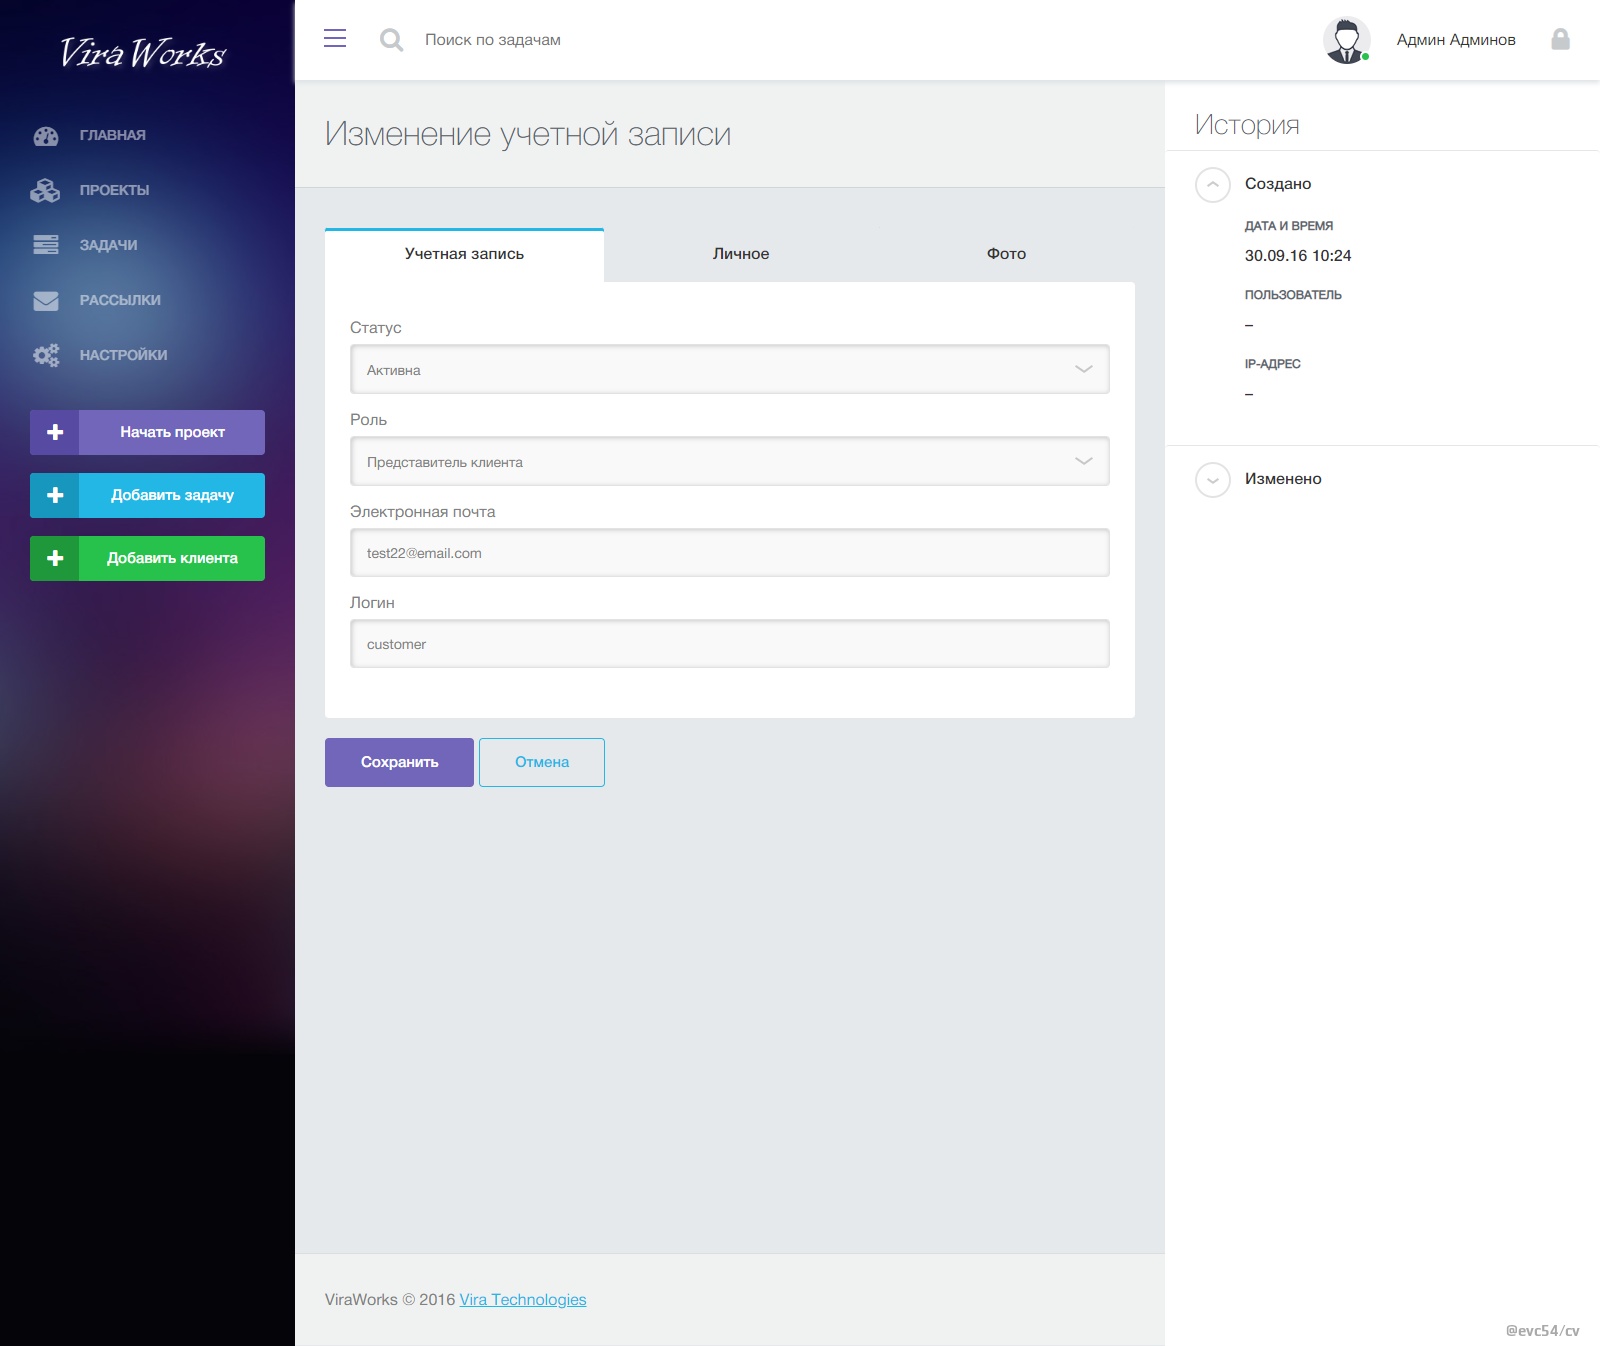 Vira Works
Поиск по задачам
Админ Админов
ГЛАВНАЯ
ПРОЕКТЫ
ЗАДАЧИ
РАССЫЛКИ
НАСТРОЙКИ
Начать проект
Добавить задачу
Добавить клиента
Изменение учетной записи
Учетная запись
Личное
Фото
Статус
Активна
Роль
Представитель клиента
Электронная почта
test22@email.com
Логин
customer
Сохранить
Отмена
История
Создано
ДАТА И ВРЕМЯ
30.09.16 10:24
ПОЛЬЗОВАТЕЛЬ
–
IP-АДРЕС
–
Изменено
ViraWorks © 2016 Vira Technologies
@evc54/cv